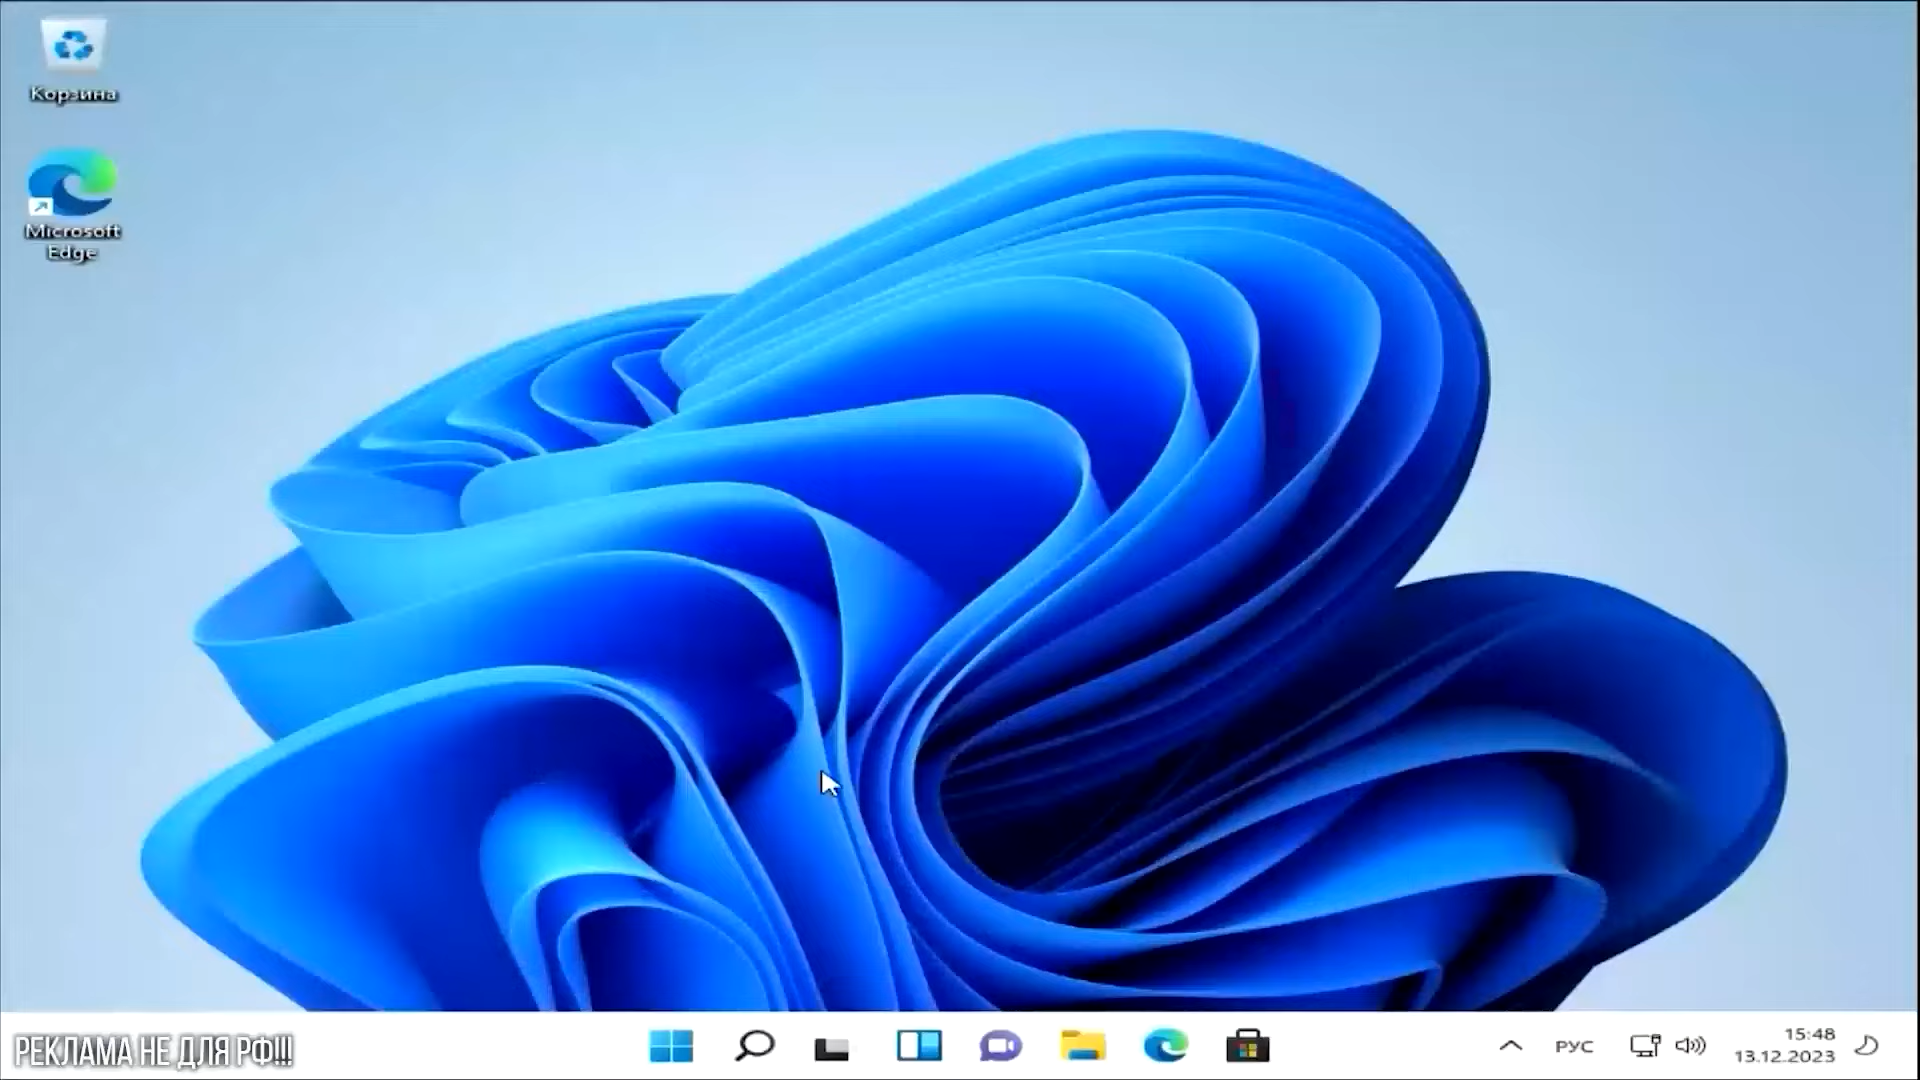 Корзина
Microsoft
Edge
РЕКЛАМА НЕ ДЛЯ РФ!!!
РУС
15:48
13.12.2023